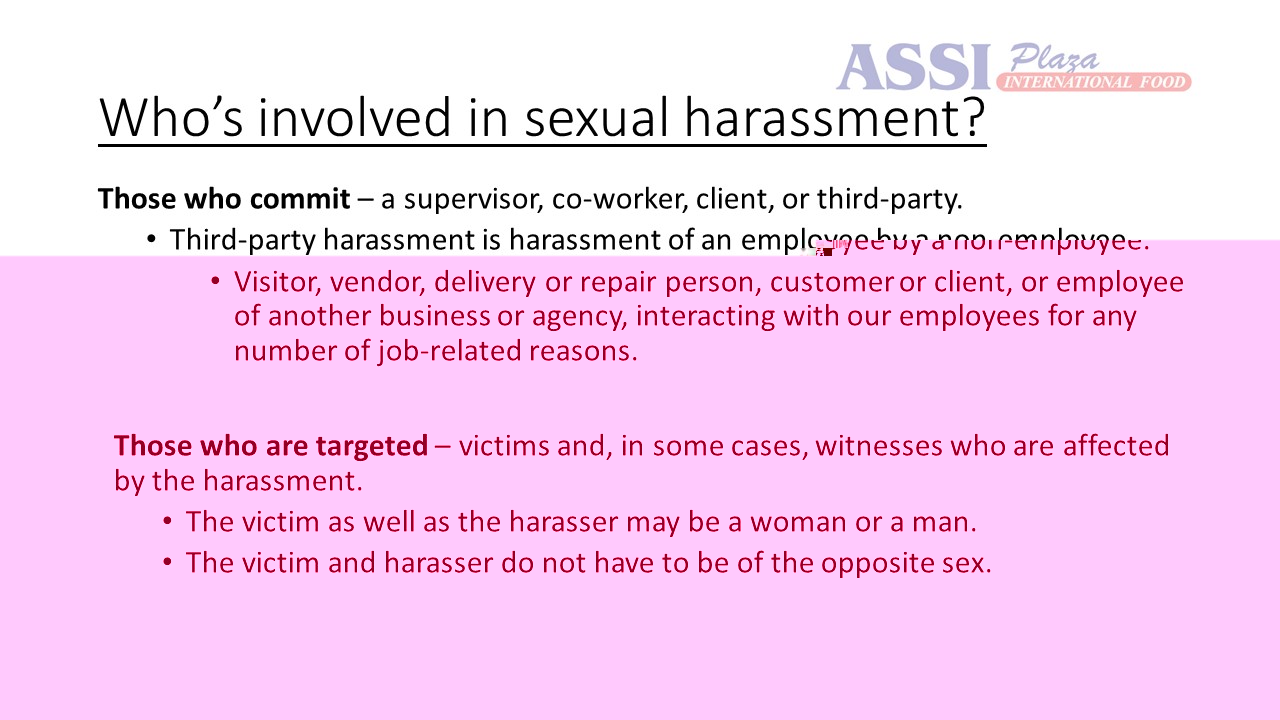 ASSI Plaza
INTERNATIONAL FOOD
Who’s involved in sexual harassment?
Those who commit – a supervisor, co-worker, client, or third-party.
• Third-party harassment is harassment of an employee by a non-employee.
• Visitor, vendor, delivery or repair person, customer or client, or employee
of another business or agency, interacting with our employees for any
number of job-related reasons.
Those who are targeted – victims and, in some cases, witnesses who are affected
by the harassment.
• The victim as well as the harasser may be a woman or a man.
• The victim and harasser do not have to be of the opposite sex.